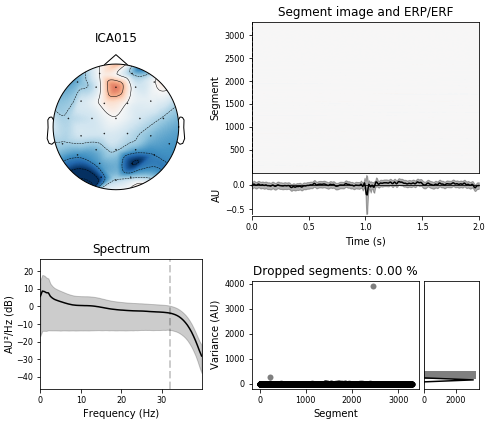 Segment image and ERP/ERF
ICA015
3000
2500
2000
1500
1000
500
Segment
0.0
−0.5
AU
0.0 0.5 1.0 1.5 2.0
Time (s)
Spectrum
20
10
0
−10
−20
−30
−40
AU²/Hz (dB)
0 10 20 30
Frequency (Hz)
Dropped segments: 0.00 %
4000
3000
2000
1000
0
Variance (AU)
0 1000 2000 3000
Segment
0 2000